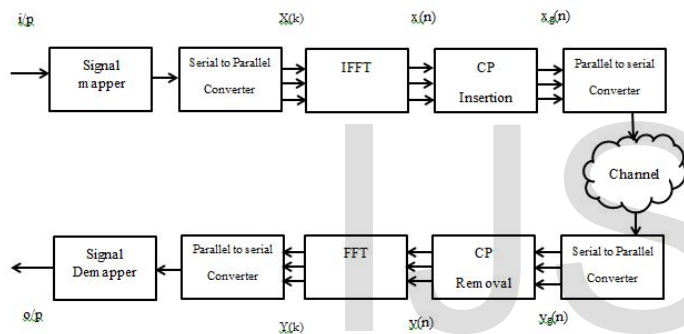 i/p
X(k)
x(n)
xg(n)
Signal
mapper
Serial to Parallel
Converter
IFFT
CP
Insertion
Parallel to serial
Converter
Channel
Signal
Demapper
Parallel to serial
Converter
FFT
CP
Removal
Serial to Parallel
Converter
o/p
Y(k)
y(n)
yg(n)
IJS